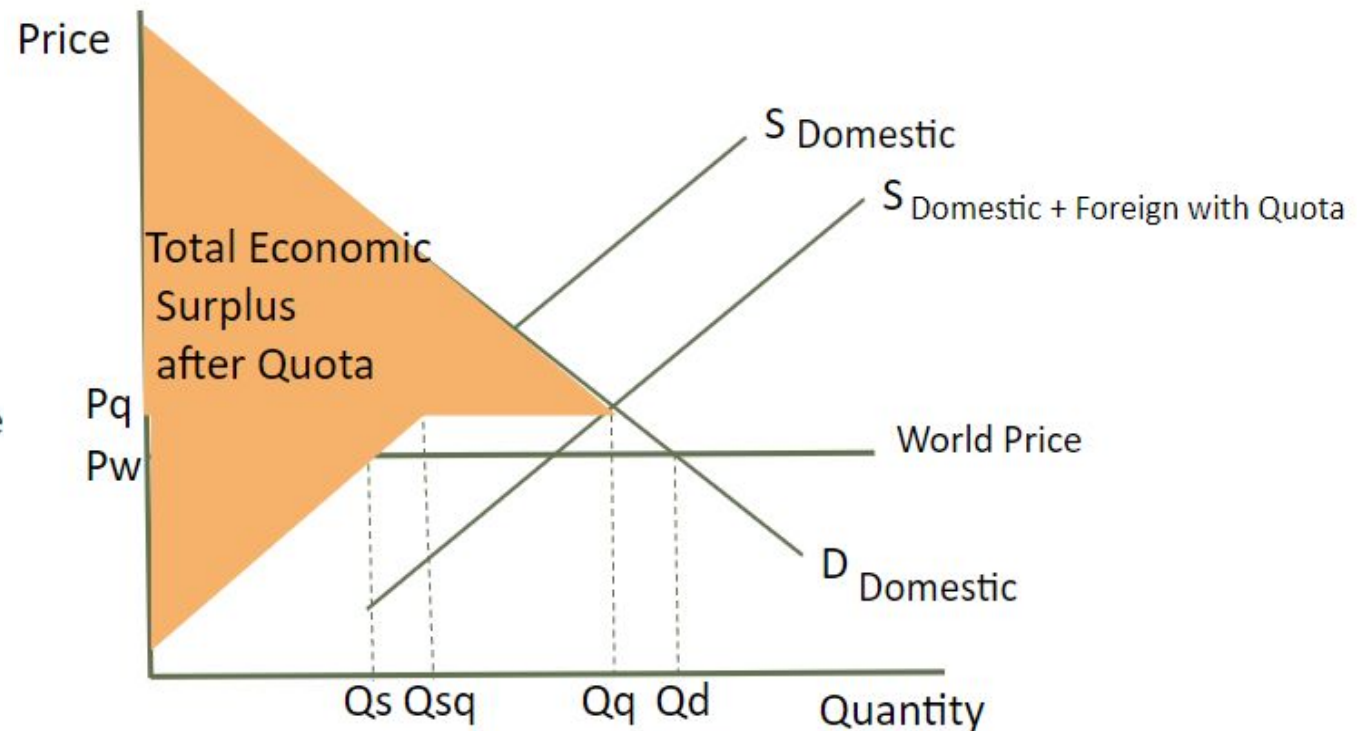 Price
S Domestic
S Domestic + Foreign with Quota
Total Economic
Surplus
after Quota
Pq
e
Pw
World Price
D Domestic
Qs Qsq Qq Qd
Quantity